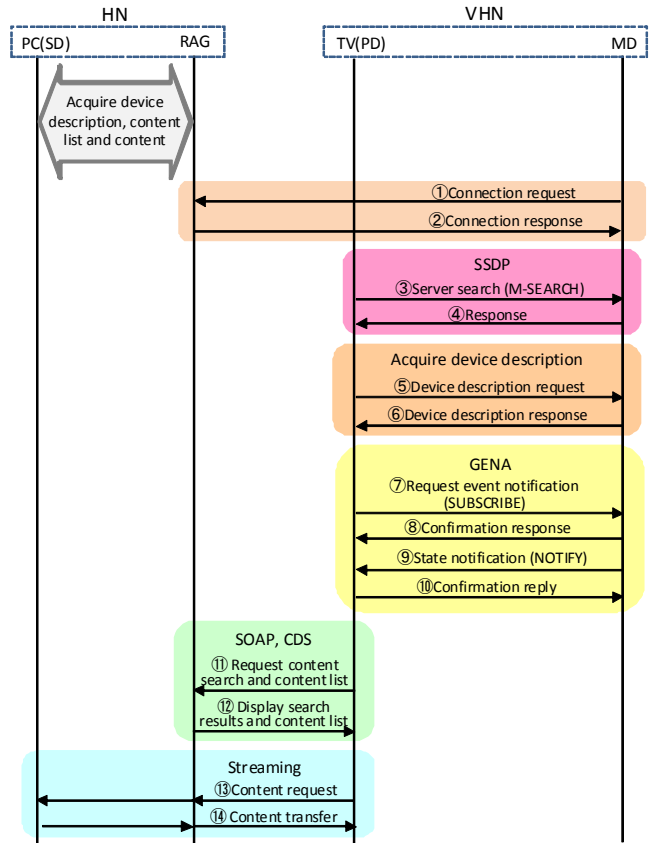 HN
VHN
PC(SD)
RAG
TV(PD)
MD
Acquire device
description, content
list and content
①Connection request
②Connection response
SSDP
③Server search (M-SEARCH)
④Response
Acquire device description
⑤Device description request
⑥Device description response
GENA
⑦Request event notification
(SUBSCRIBE)
⑧Confirmation response
⑨State notification (NOTIFY)
⑩Confirmation reply
SOAP, CDS
⑪ Request content
search and content list
⑫ Display search
results and content list
Streaming
⑬Content request
⑭ Content transfer